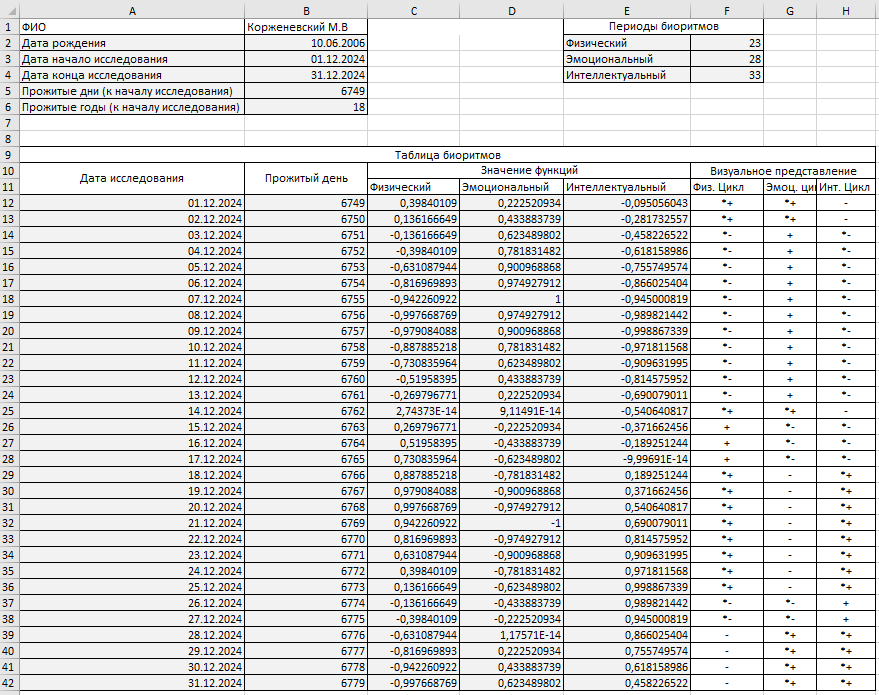 A B C D E F G H
1 ФИО Корженевский М.В Периоды биоритмов
2 Дата рождения 10.06.2006 Физический 23
3 Дата начало исследования 01.12.2024 Эмоциональный 28
4 Дата конца исследования 31.12.2024 Интеллектуальный 33
5 Прожитые дни (к началу исследования) 6749
6 Прожитые годы (к началу исследования) 18
7
8
9 Таблица биоритмов
10 Дата исследования Прожитый день Значение функций Визуальное представление
11 Физический Эмоциональный Интеллектуальный Физ. Цикл Эмоц. ци Инт. Цикл
12 01.12.2024 6749 0,39840109 0,222520934 -0,095056043 *+ *+ -
13 02.12.2024 6750 0,136166649 0,433883739 -0,281732557 *+ *+ -
14 03.12.2024 6751 -0,136166649 0,623489802 -0,458226522 *- + *-
15 04.12.2024 6752 -0,39840109 0,781831482 -0,618158986 *- + *-
16 05.12.2024 6753 -0,631087944 0,900968868 -0,755749574 *- + *-
17 06.12.2024 6754 -0,816969893 0,974927912 -0,866025404 *- + *-
18 07.12.2024 6755 -0,942260922 1 -0,945000819 *- + *-
19 08.12.2024 6756 -0,997668769 0,974927912 -0,989821442 *- + *-
20 09.12.2024 6757 -0,979084088 0,900968868 -0,998867339 *- + *-
21 10.12.2024 6758 -0,887885218 0,781831482 -0,971811568 *- + *-
22 11.12.2024 6759 -0,730835964 0,623489802 -0,909631995 *- + *-
23 12.12.2024 6760 -0,51958395 0,433883739 -0,814575952 *- + *-
24 13.12.2024 6761 -0,269796771 0,222520934 -0,690079011 *- + *-
25 14.12.2024 6762 2,74373E-14 9,11491E-14 -0,540640817 *+ *+ -
26 15.12.2024 6763 0,269796771 -0,222520934 -0,371662456 + *- *-
27 16.12.2024 6764 0,51958395 -0,433883739 -0,189251244 + *- *-
28 17.12.2024 6765 0,730835964 -0,623489802 -9,99691E-14 + *- *-
29 18.12.2024 6766 0,887885218 -0,781831482 0,189251244 *+ - *+
30 19.12.2024 6767 0,979084088 -0,900968868 0,371662456 *+ - *+
31 20.12.2024 6768 0,997668769 -0,974927912 0,540640817 *+ - *+
32 21.12.2024 6769 0,942260922 -1 0,690079011 *+ - *+
33 22.12.2024 6770 0,816969893 -0,974927912 0,814575952 *+ - *+
34 23.12.2024 6771 0,631087944 -0,900968868 0,909631995 *+ - *+
35 24.12.2024 6772 0,39840109 -0,781831482 0,971811568 *+ - *+
36 25.12.2024 6773 0,136166649 -0,623489802 0,998867339 *+ - *+
37 26.12.2024 6774 -0,136166649 -0,433883739 0,989821442 *- *- +
38 27.12.2024 6775 -0,39840109 -0,222520934 0,945000819 *- *- +
39 28.12.2024 6776 -0,631087944 1,17571E-14 0,866025404 - *+ *+
40 29.12.2024 6777 -0,816969893 0,222520934 0,755749574 - *+ *+
41 30.12.2024 6778 -0,942260922 0,433883739 0,618158986 - *+ *+
42 31.12.2024 6779 -0,997668769 0,623489802 0,458226522 - *+ *+